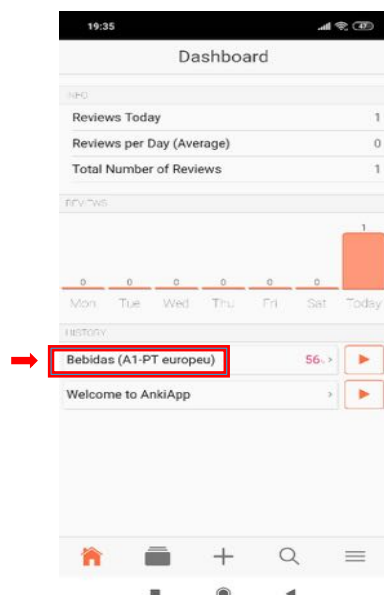 19:35
47
Dashboard
INFO
Reviews Today 1
Reviews per Day (Average) 0
Total Number of Reviews 1
REVIEWS
1
0 0 0 0 0 0
Mon Tue Wed Thu Fri Sat Today
HISTORY
Bebidas (A1-PT europeu) 56
Welcome to AnkiApp